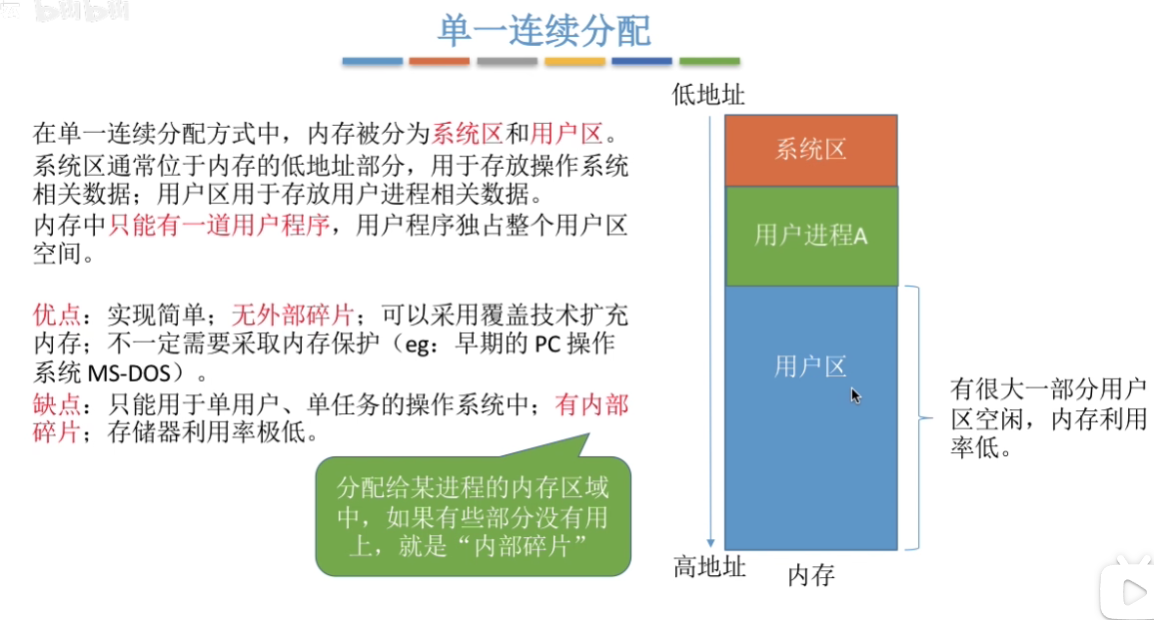 单一连续分配
在单一连续分配方式中，内存被分为系统区和用户区。
系统区通常位于内存的低地址部分，用于存放操作系统
相关数据；用户区用于存放用户进程相关数据。
内存中只能有一道用户程序，用户程序独占整个用户区
空间。
优点：实现简单；无外部碎片；可以采用覆盖技术扩充
内存；不一定需要采取内存保护（eg：早期的 PC 操作
系统 MS-DOS）。
缺点：只能用于单用户、单任务的操作系统中；有内部
碎片；存储器利用率极低。
分配给某进程的内存区域
中，如果有些部分没有用
上，就是“内部碎片”
低地址
系统区
用户进程A
用户区
高地址
内存
有很大一部分用户
区空闲，内存利用
率低。